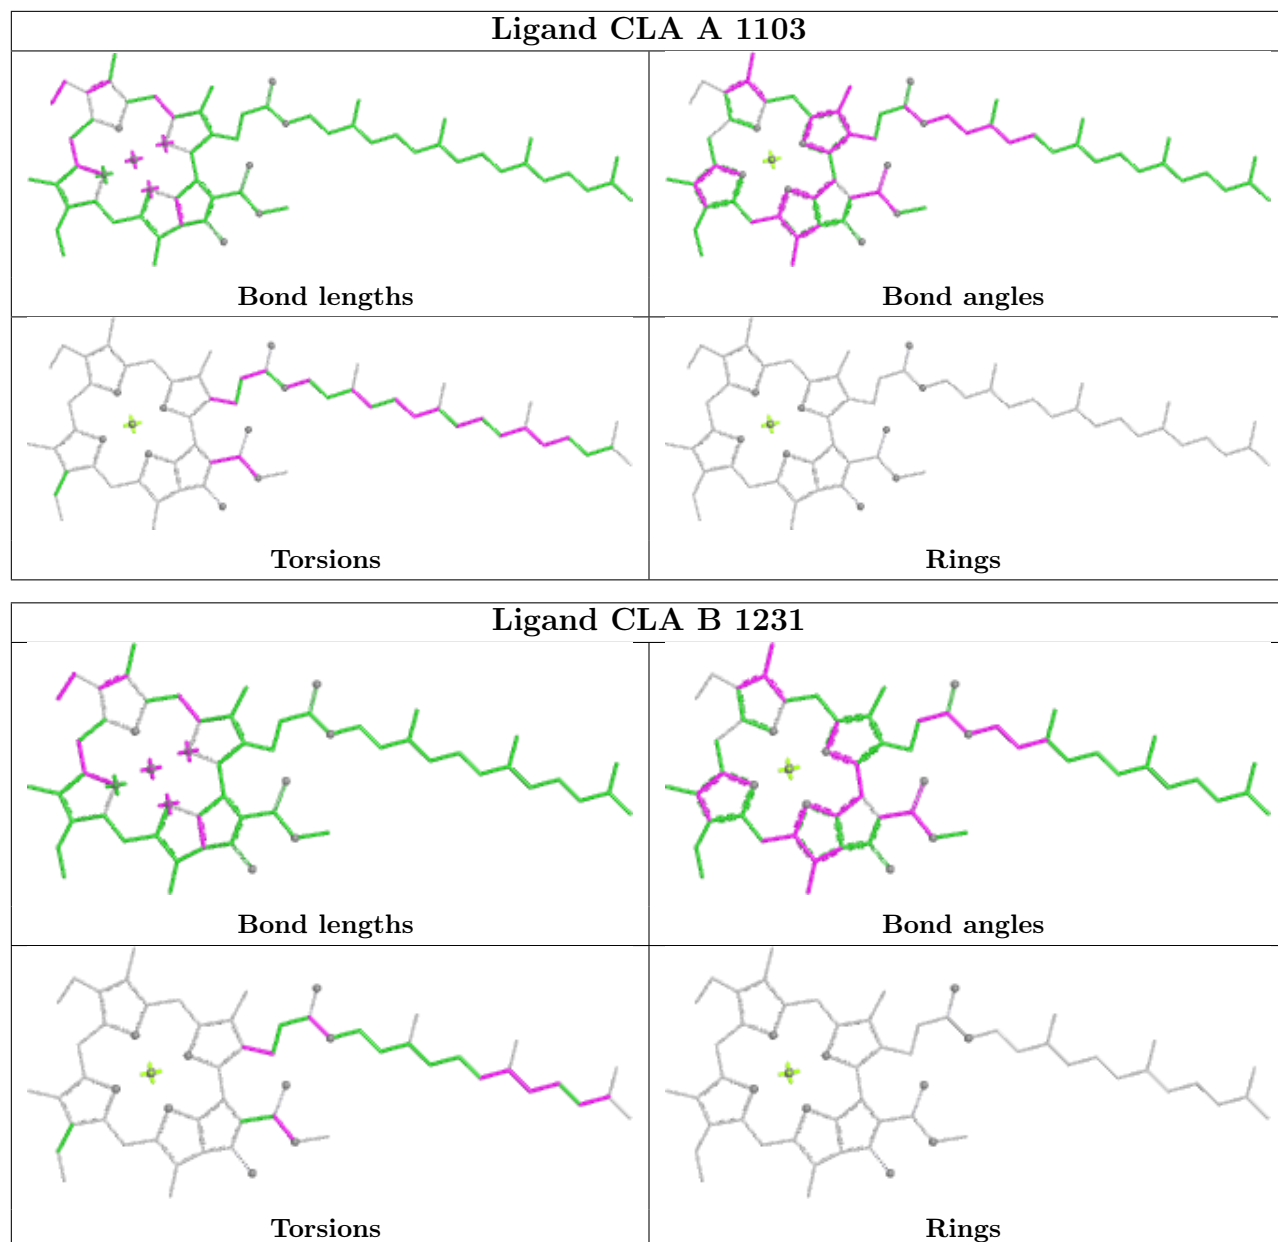 Ligand CLA A 1103
Bond lengths
Bond angles
Torsions
Rings
Ligand CLA B 1231
Bond lengths
Bond angles
Torsions
Rings